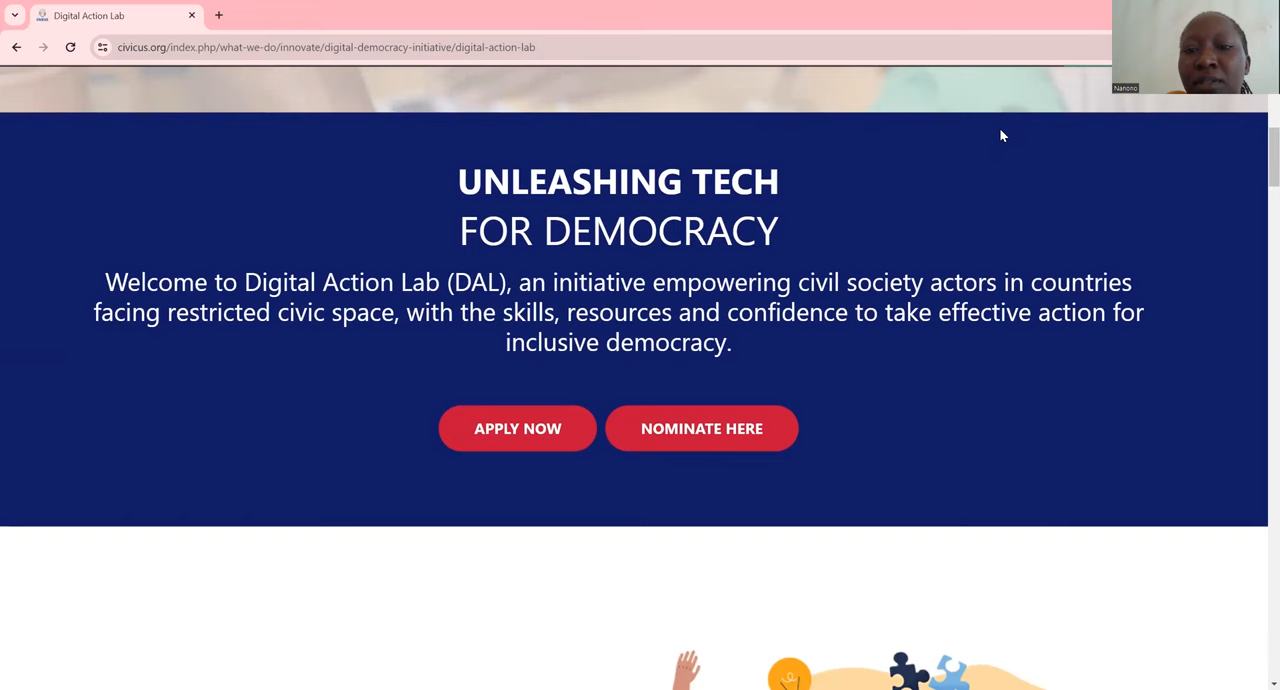 Digital Action Lab
civicus.org/index.php/what-we-do/innovate/digital-democracy-initiative/digital-action-lab
Nanono
UNLEASHING TECH
FOR DEMOCRACY
Welcome to Digital Action Lab (DAL), an initiative empowering civil society actors in countries
facing restricted civic space, with the skills, resources and confidence to take effective action for
inclusive democracy.
APPLY NOW
NOMINATE HERE